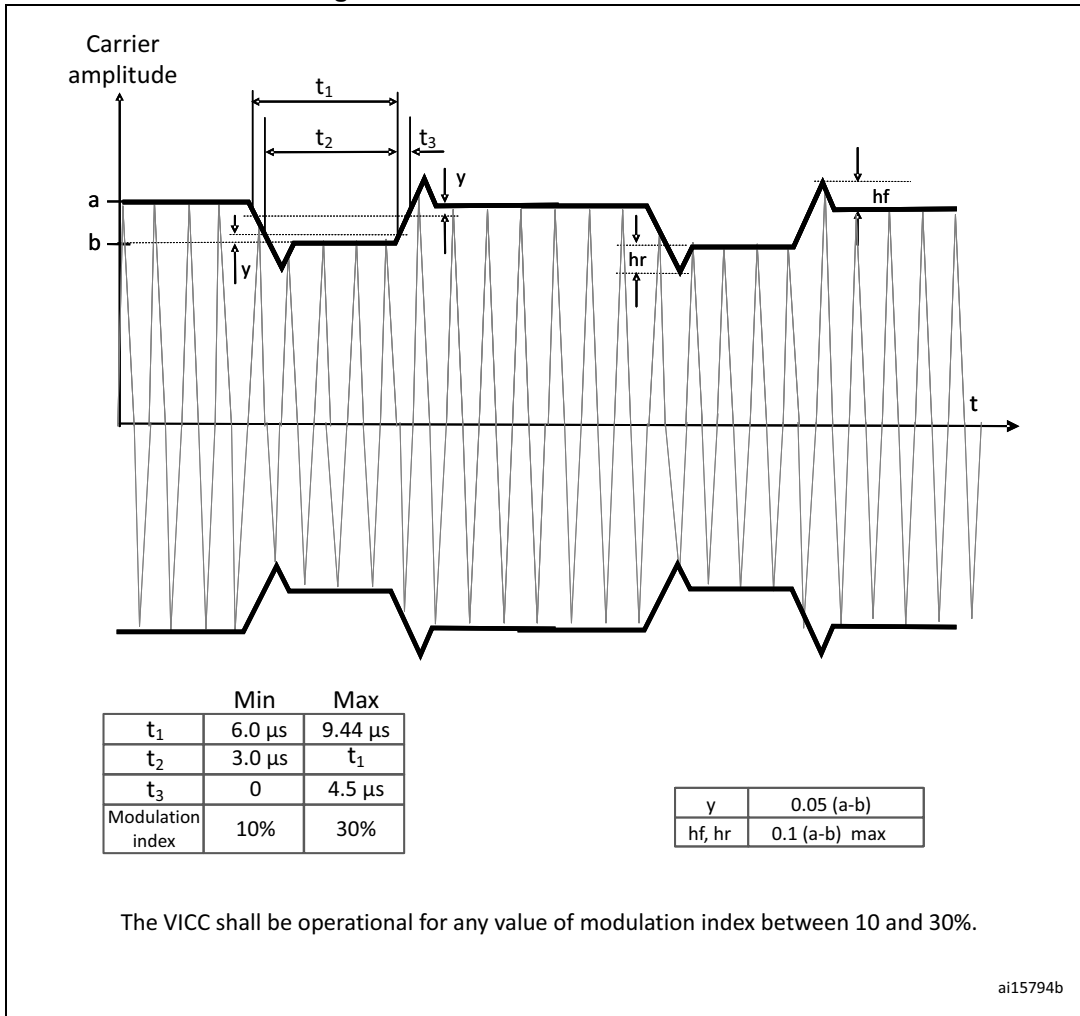 Carrier
amplitude
t₁
t₂
t₃
y
hf
a
b
y
hr
t
Min Max
t₁ 6.0 μs 9.44 μs
t₂ 3.0 μs t₁
t₃ 0 4.5 μs
Modulation
index 10% 30%
y 0.05 (a-b)
hf, hr 0.1 (a-b) max
The VICC shall be operational for any value of modulation index between 10 and 30%.
ai15794b